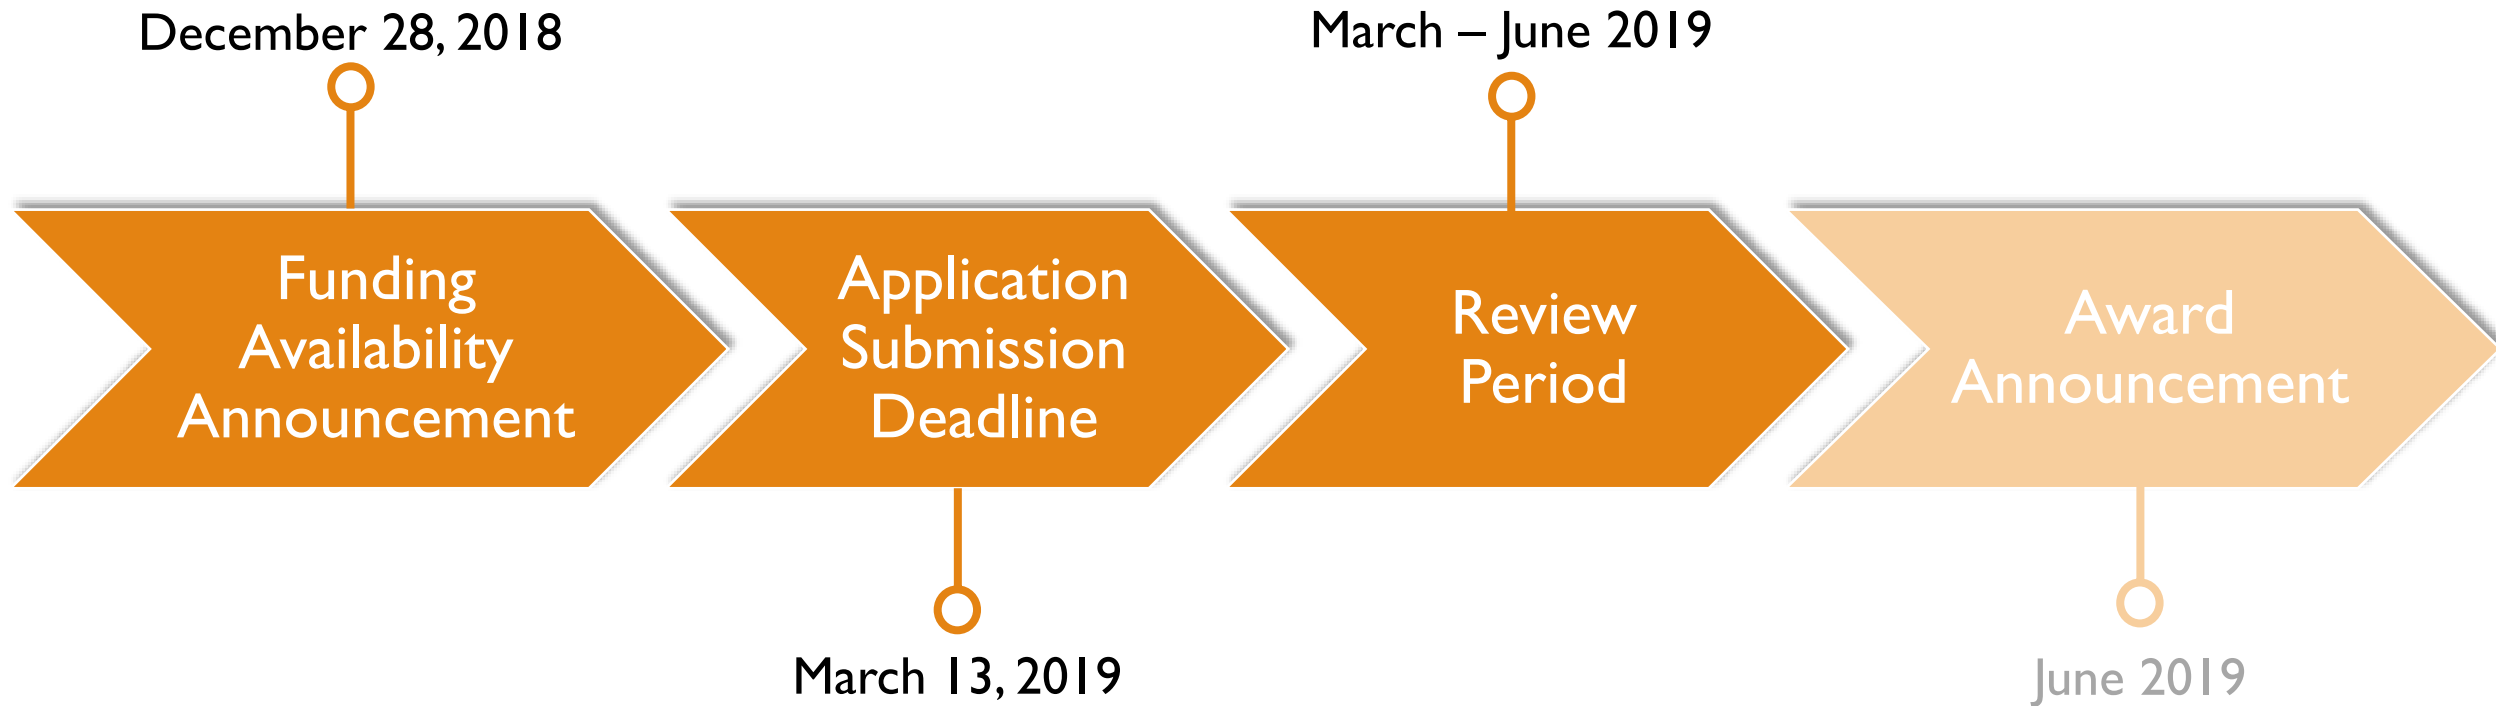 December 28, 2018
March — June 2019
Funding
Availability
Announcement
Application
Submission
Deadline
Review
Period
Award
Announcement
March 13, 2019
June 2019